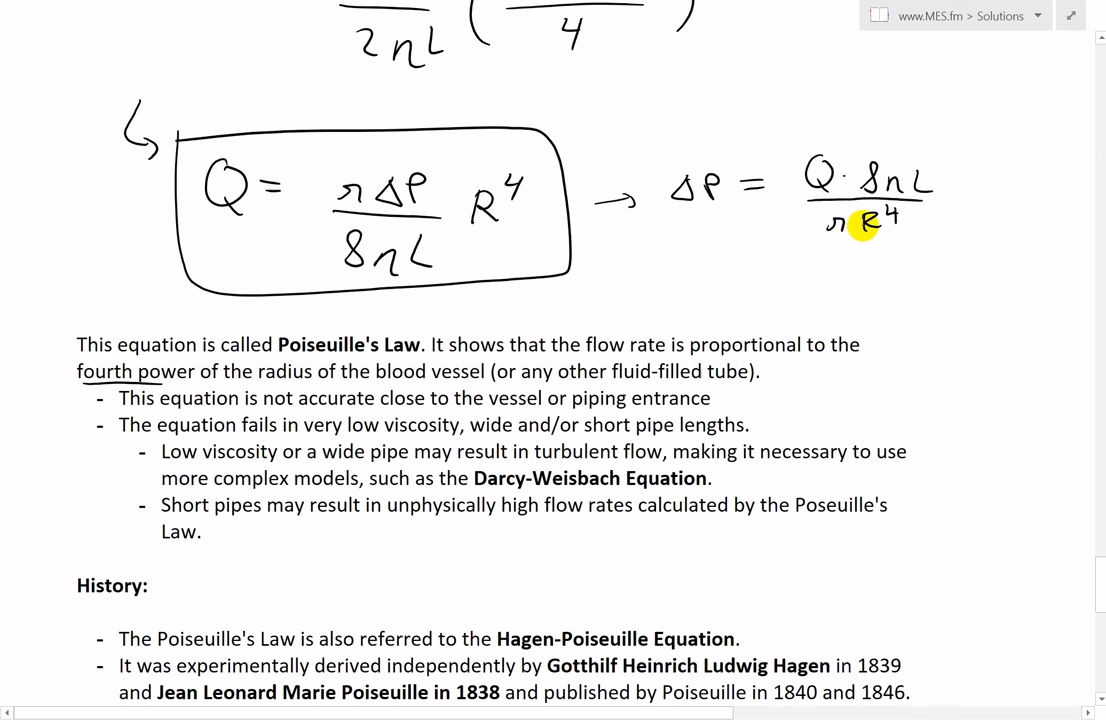 www.MES.fm > Solutions
2ηL ( 4 )
Q = πΔP / 8ηL R⁴ → ΔP = Q · 8ηL / πR⁴
This equation is called Poiseuille's Law. It shows that the flow rate is proportional to the
fourth power of the radius of the blood vessel (or any other fluid-filled tube).
- This equation is not accurate close to the vessel or piping entrance
- The equation fails in very low viscosity, wide and/or short pipe lengths.
- Low viscosity or a wide pipe may result in turbulent flow, making it necessary to use
more complex models, such as the Darcy-Weisbach Equation.
- Short pipes may result in unphysically high flow rates calculated by the Poseuille's
Law.
History:
- The Poiseuille's Law is also referred to the Hagen-Poiseuille Equation.
- It was experimentally derived independently by Gotthilf Heinrich Ludwig Hagen in 1839
and Jean Leonard Marie Poiseuille in 1838 and published by Poiseuille in 1840 and 1846.